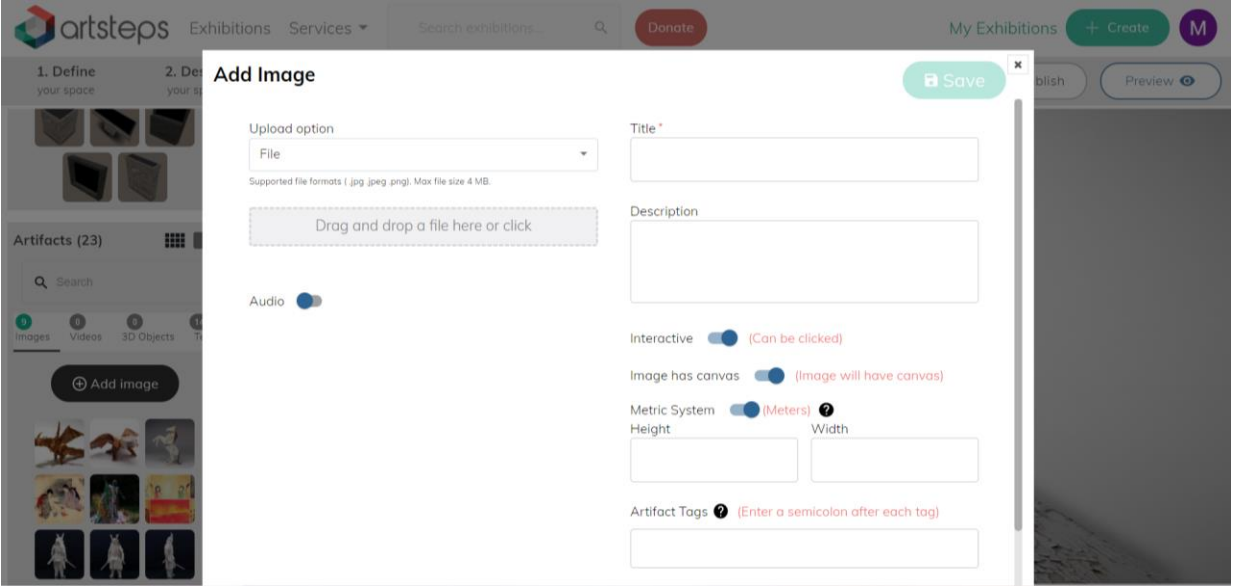 artsteps Exhibitions Services Search exhibitions... Donate My Exhibitions + Create M
1. Define
your space
2. De
your s
blish
Preview
Artifacts (23)
Search
9 0 0
Images Videos 3D Objects
Add image
Add Image
Save
Upload option
File
Supported file formats ( .jpg .jpeg .png). Max file size 4 MB.
Drag and drop a file here or click
Audio
Title *
Description
Interactive (Can be clicked)
Image has canvas (Image will have canvas)
Metric System (Meters) ?
Height Width
Artifact Tags ? (Enter a semicolon after each tag)